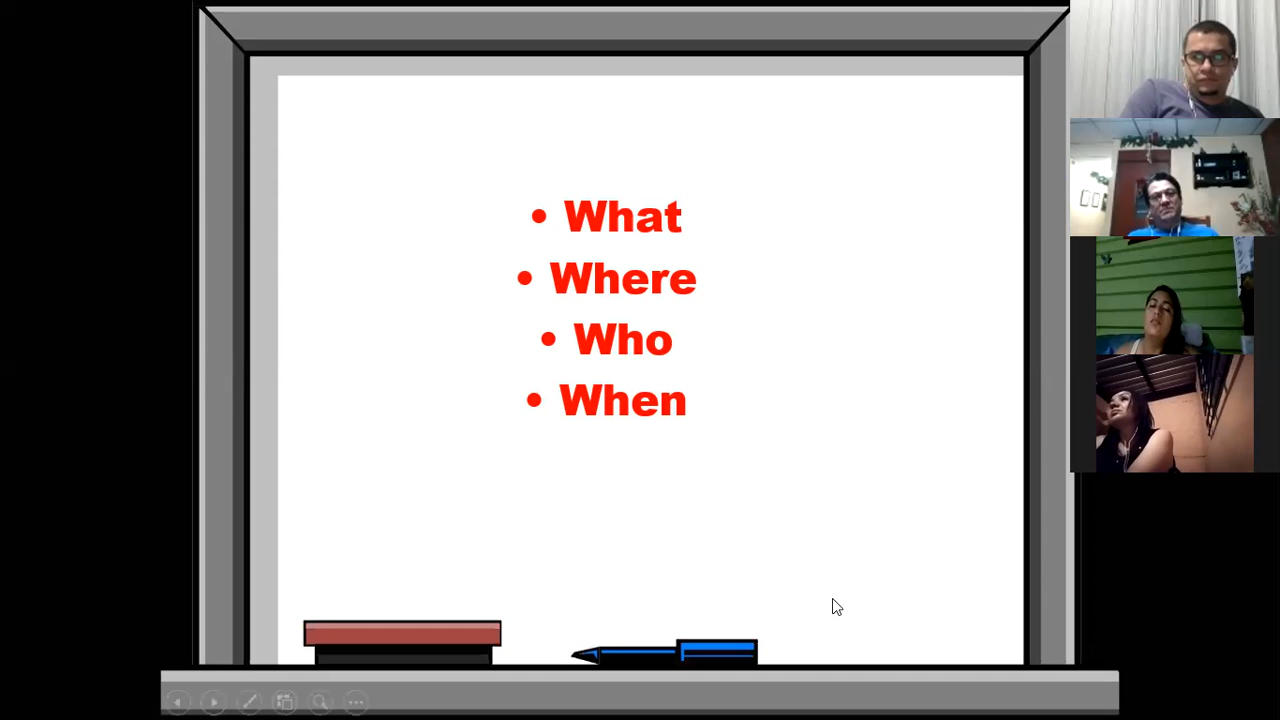 • What
• Where
• Who
• When